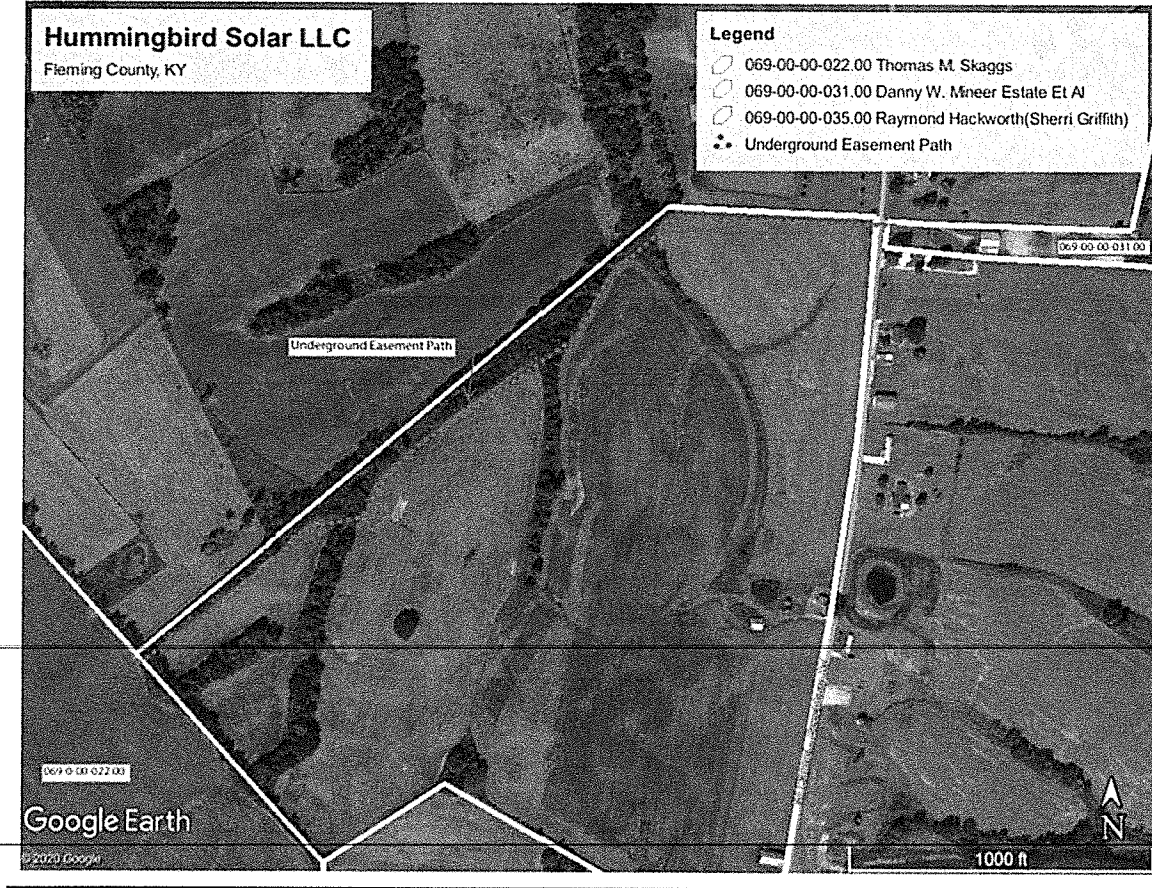 Hummingbird Solar LLC
Fleming County, KY
Legend
069-00-00-022.00 Thomas M. Skaggs
069-00-00-031.00 Danny W. Mineer Estate Et Al
069-00-00-035.00 Raymond Hackworth(Sherri Griffith)
Underground Easement Path
069-00-00-031.00
Underground Easement Path
069-0-00-022.00
Google Earth
© 2020 Google
N
1000 ft